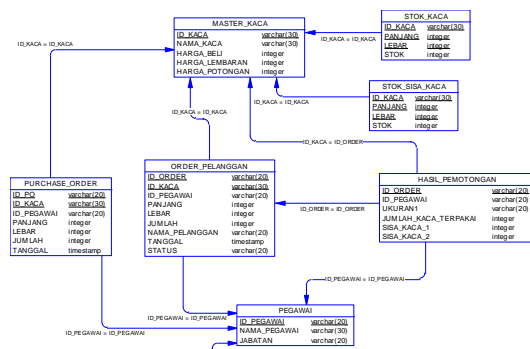 MASTER_KACA
ID_KACA varchar(30)
NAMA_KACA varchar(30)
HARGA_BELI integer
HARGA_LEMBARAN integer
HARGA_POTONGAN integer
STOK_KACA
ID_KACA varchar(30)
PANJANG integer
LEBAR integer
STOK integer
ID_KACA = ID_KACA
ID_KACA = ID_KACA
STOK_SISA_KACA
ID_KACA varchar(30)
PANJANG integer
LEBAR integer
STOK integer
ID_KACA = ID_KACA
ID_KACA = ID_KACA
ID_KACA = ID_ORDER
ORDER_PELANGGAN
ID_ORDER varchar(20)
ID_KACA varchar(30)
ID_PEGAWAI varchar(20)
PANJANG integer
LEBAR integer
JUMLAH integer
NAMA_PELANGGAN varchar(20)
TANGGAL timestamp
STATUS varchar(20)
PURCHASE_ORDER
ID_PO varchar(20)
ID_KACA varchar(30)
ID_PEGAWAI varchar(20)
PANJANG integer
LEBAR integer
JUMLAH integer
TANGGAL timestamp
HASIL_PEMOTONGAN
ID_ORDER varchar(20)
ID_PEGAWAI varchar(20)
UKURAN1 varchar(20)
JUMLAH_KACA_TERPAKAI integer
SISA_KACA_1 integer
SISA_KACA_2 integer
ID_ORDER = ID_ORDER
ID_PEGAWAI = ID_PEGAWAI
ID_PEGAWAI = ID_PEGAWAI
ID_PEGAWAI = ID_PEGAWAI
PEGAWAI
ID_PEGAWAI varchar(20)
NAMA_PEGAWAI varchar(30)
JABATAN varchar(20)